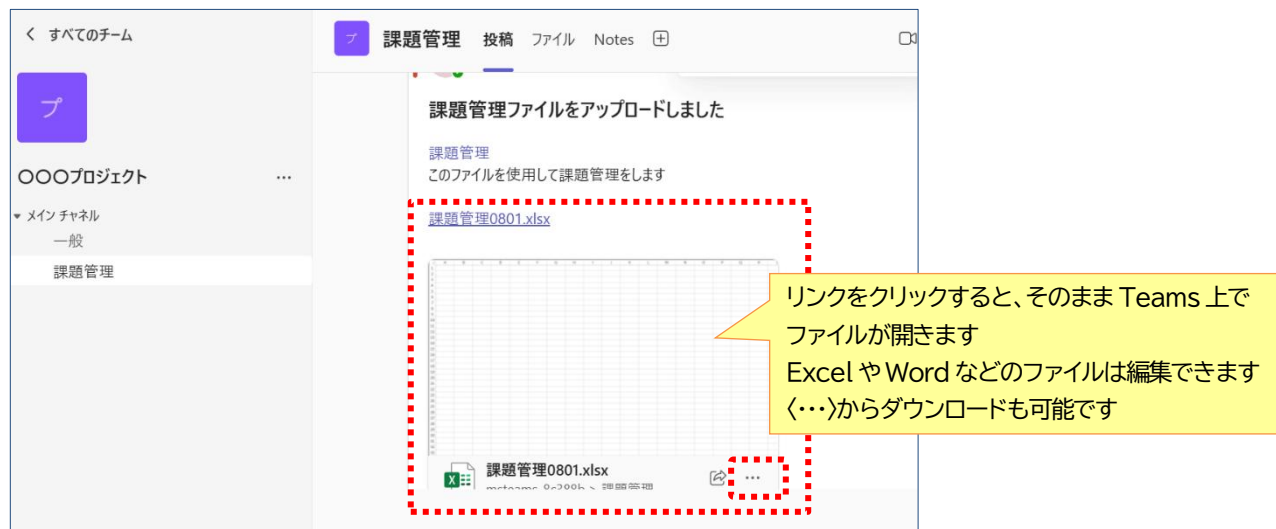 すべてのチーム
プ
〇〇〇プロジェクト
メイン チャネル
一般
課題管理
プ 課題管理 投稿 ファイル Notes
課題管理ファイルをアップロードしました
課題管理
このファイルを使用して課題管理をします
課題管理0801.xlsx
課題管理0801.xlsx
リンクをクリックすると、そのまま Teams 上で
ファイルが開きます
Excel や Word などのファイルは編集できます
〈・・・〉からダウンロードも可能です